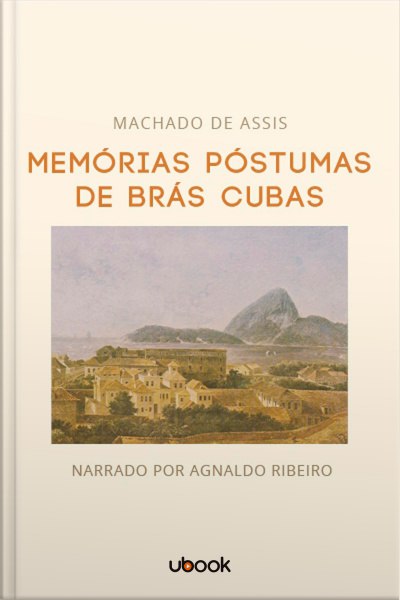 MACHADO DE ASSIS
MEMÓRIAS PÓSTUMAS
DE BRÁS CUBAS
NARRADO POR AGNALDO RIBEIRO
ubook